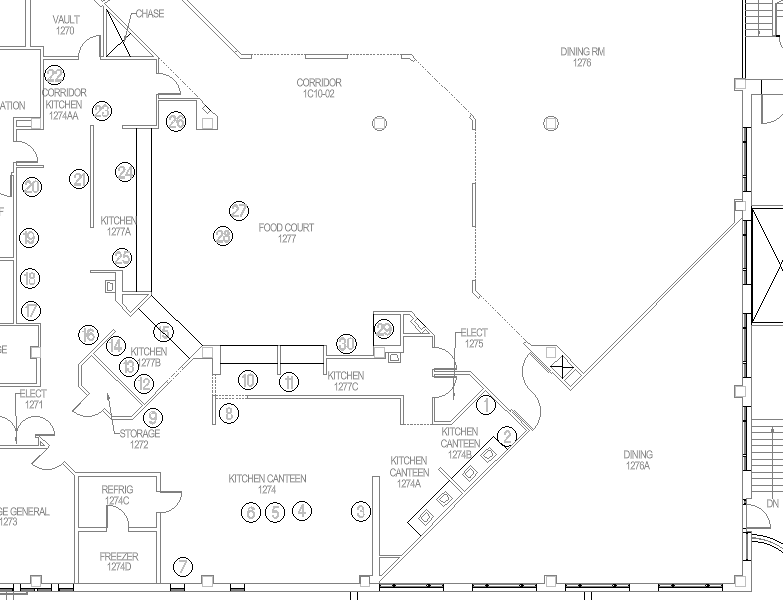 VAULT
1270
CHASE
DINING RM
1276
22
CORRIDOR
KITCHEN
1274AA
CORRIDOR
1C10-02
ATION
23
26
20
21
24
KITCHEN
1277A
27
28
FOOD COURT
1277
F
19
25
18
17
16
15
14
KITCHEN
1277B
13
12
29
30
ELECT
1275
GE
10
11
KITCHEN
1277C
ELECT
1271
9
8
1
STORAGE
1272
2
KITCHEN
CANTEEN
1274B
KITCHEN
CANTEEN
1274A
DINING
1276A
REFRIG
1274C
KITCHEN CANTEEN
1274
GE GENERAL
1273
6
5
4
3
DN
FREEZER
1274D
7